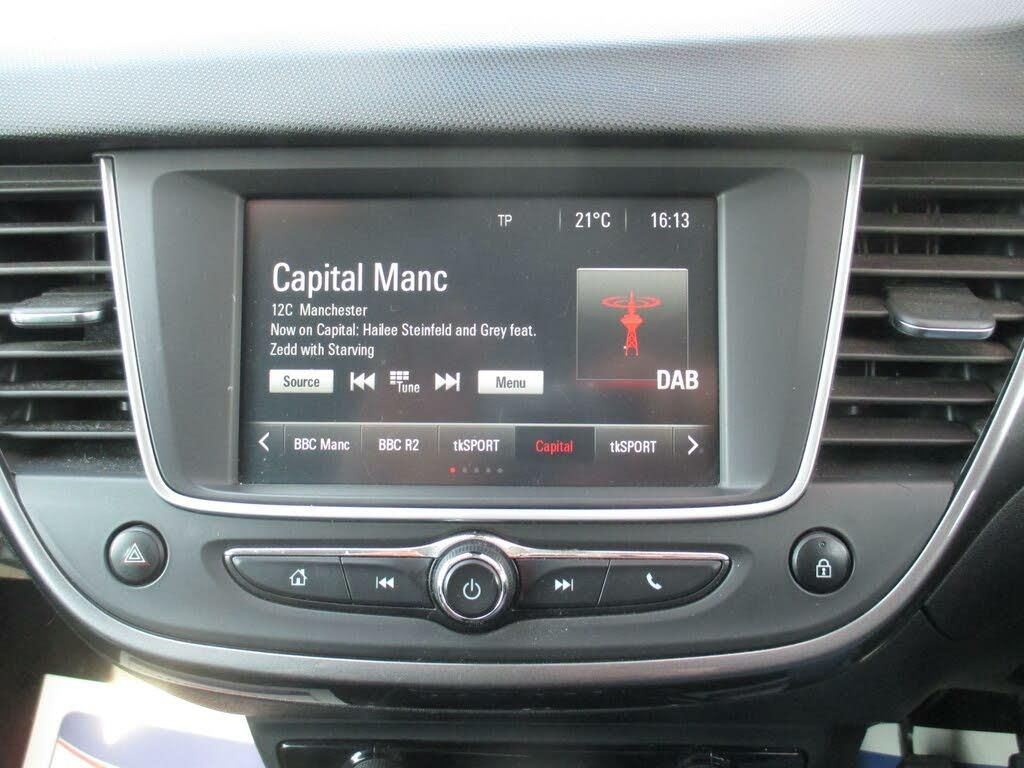 TP 21°C 16:13
Capital Manc
12C Manchester
Now on Capital: Hailee Steinfeld and Grey feat.
Zedd with Starving
Source Tune Menu
DAB
BBC Manc BBC R2 tkSPORT Capital tkSPORT